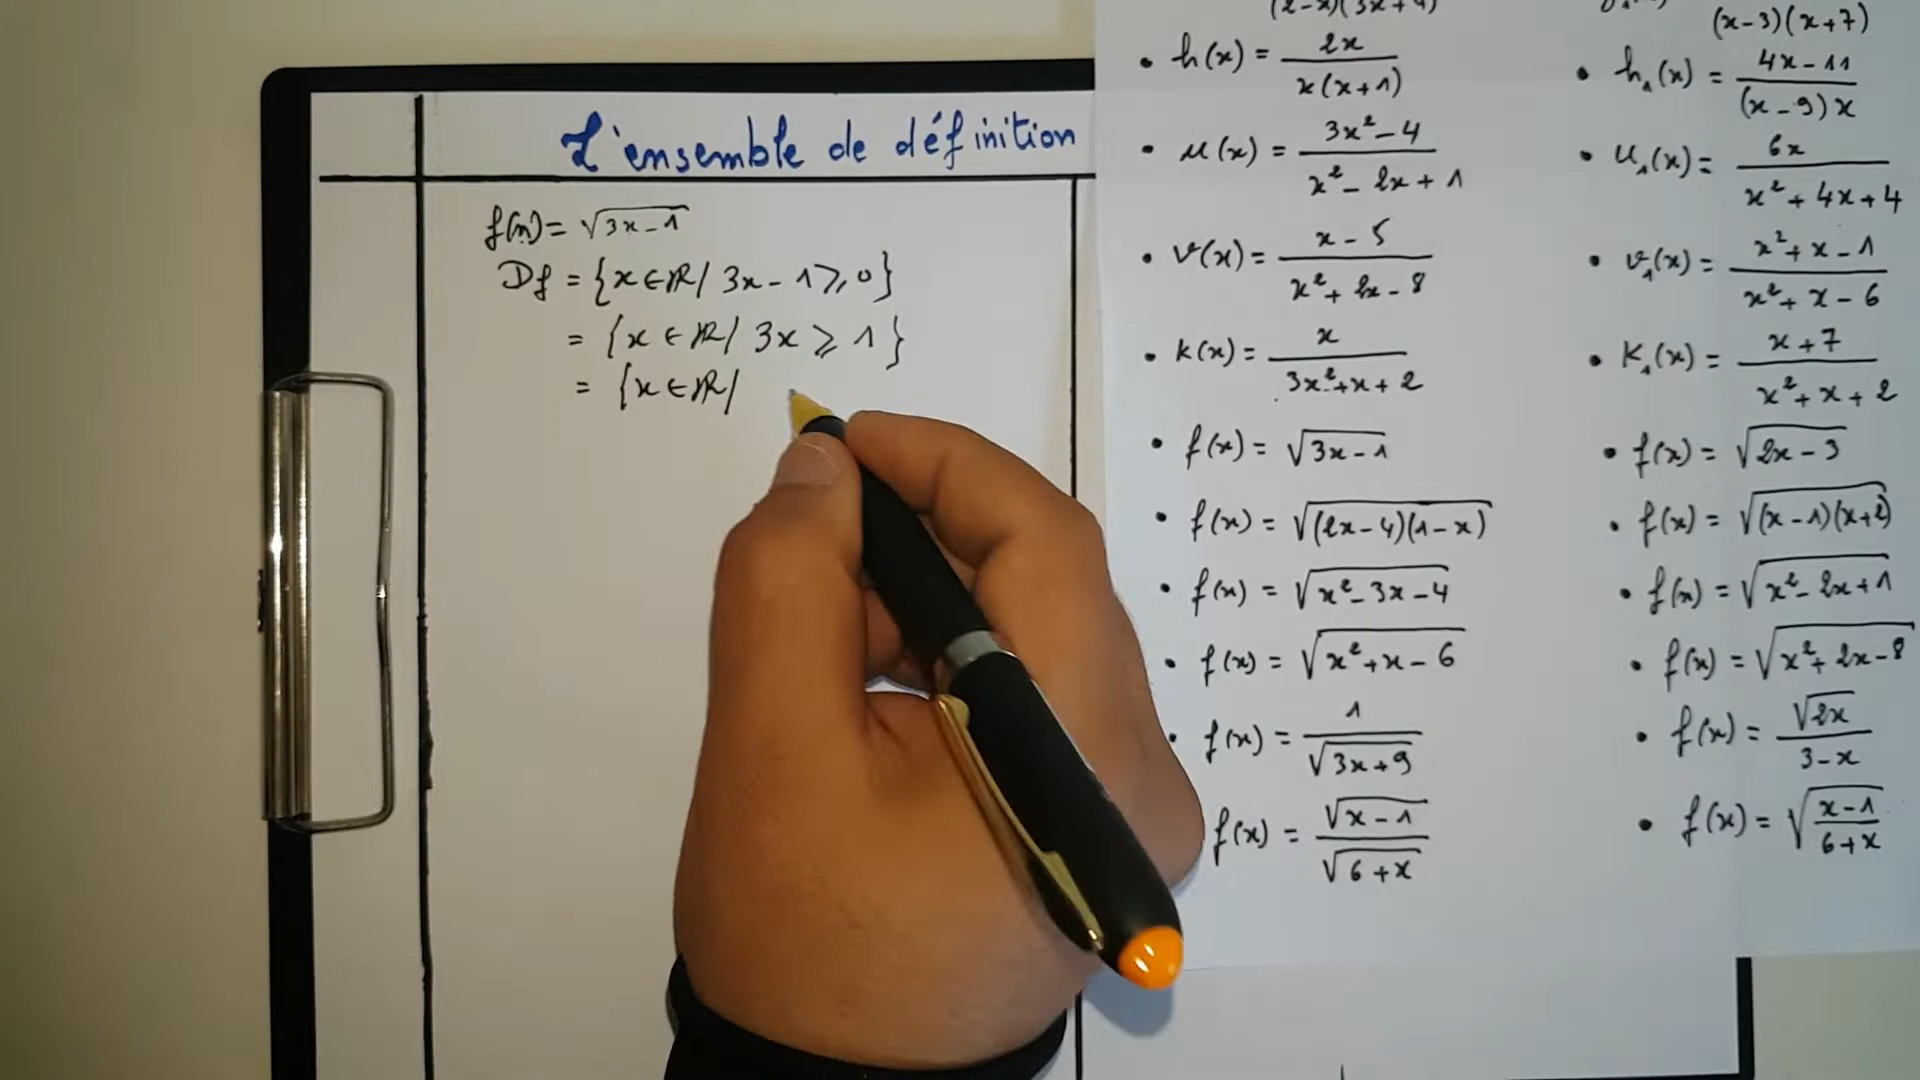 L'ensemble de définition
f(x) = √(3x-1)
Df = {x∈ℝ/ 3x-1⩾0}
= {x∈ℝ/ 3x ⩾ 1}
= {x∈ℝ/
(2-x)(3x+4)
• h(x) = 2x / x(x+1)
• u(x) = 3x²-4 / x²-2x+1
• v(x) = x-5 / x²+2x-8
• k(x) = x / 3x²+x+2
• f(x) = √(3x-1)
• f(x) = √((2x-4)(1-x))
• f(x) = √(x²-3x-4)
• f(x) = √(x²+x-6)
• f(x) = 1 / √(3x+9)
f(x) = √(x-1) / √(6+x)
(x-3)(x+7)
• h₁(x) = 4x-11 / (x-9)x
• u₁(x) = 6x / x²+4x+4
• v₁(x) = x²+x-1 / x²+x-6
• K₁(x) = x+7 / x²+x+2
• f(x) = √(2x-3)
• f(x) = √((x-1)(x+2))
• f(x) = √(x²-2x+1)
• f(x) = √(x²+2x-8)
• f(x) = √(2x) / 3-x
• f(x) = √((x-1)/(6+x))